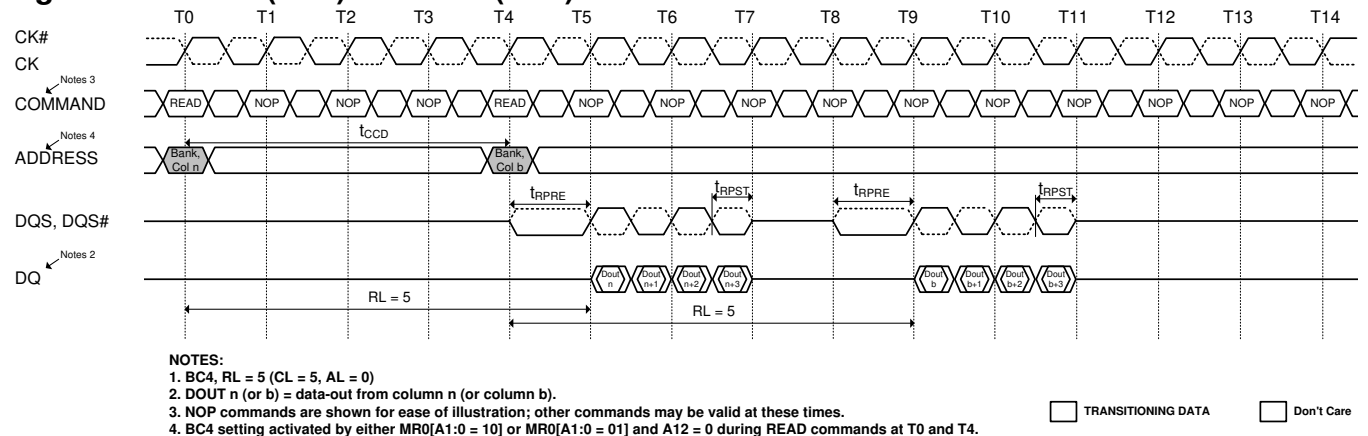 T0 T1 T2 T3 T4 T5 T6 T7 T8 T9 T10 T11 T12 T13 T14
CK#
CK
Notes 3
COMMAND READ NOP NOP NOP READ NOP NOP NOP NOP NOP NOP NOP NOP NOP NOP
Notes 4
tCCD
ADDRESS
Bank, Col n
Bank, Col b
tRPRE tRPST tRPRE tRPST
DQS, DQS#
Notes 2
DQ
Dout n Dout n+1 Dout n+2 Dout n+3
Dout b Dout b+1 Dout b+2 Dout b+3
RL = 5
RL = 5
NOTES:
1. BC4, RL = 5 (CL = 5, AL = 0)
2. DOUT n (or b) = data-out from column n (or column b).
3. NOP commands are shown for ease of illustration; other commands may be valid at these times.
4. BC4 setting activated by either MR0[A1:0 = 10] or MR0[A1:0 = 01] and A12 = 0 during READ commands at T0 and T4.
TRANSITIONING DATA
Don't Care